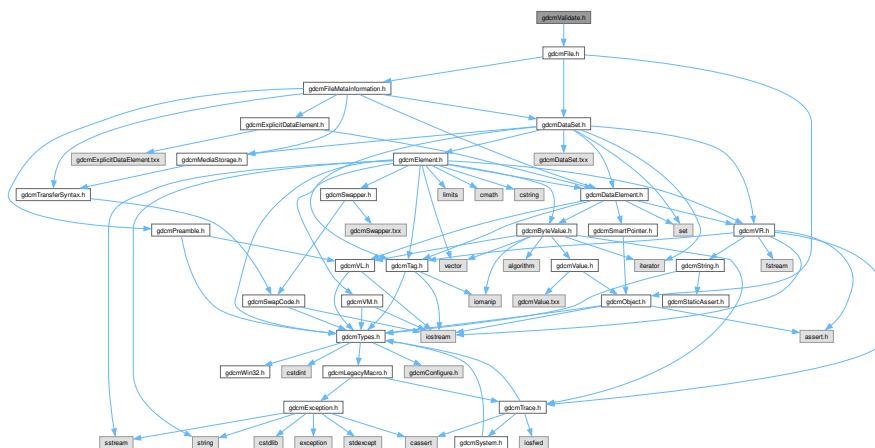 gdcmValidate.h
gdcmFile.h
gdcmFileMetaInformation.h
gdcmExplicitDataElement.h
gdcmDataSet.h
gdcmExplicitDataElement.txx
gdcmMediaStorage.h
gdcmElement.h
gdcmDataSet.txx
gdcmTransferSyntax.h
gdcmSwapper.h
limits
cmath
cstring
gdcmDataElement.h
gdcmPreamble.h
gdcmSwapper.txx
gdcmByteValue.h
gdcmSmartPointer.h
set
gdcmVR.h
gdcmVL.h
gdcmTag.h
vector
algorithm
gdcmValue.h
iterator
gdcmString.h
fstream
gdcmSwapCode.h
gdcmVM.h
iomanip
gdcmValue.txx
gdcmObject.h
gdcmStaticAssert.h
gdcmTypes.h
iostream
assert.h
gdcmWin32.h
cstdint
gdcmLegacyMacro.h
gdcmConfigure.h
gdcmException.h
gdcmTrace.h
sstream
string
cstdlib
exception
stdexcept
cassert
gdcmSystem.h
iosfwd